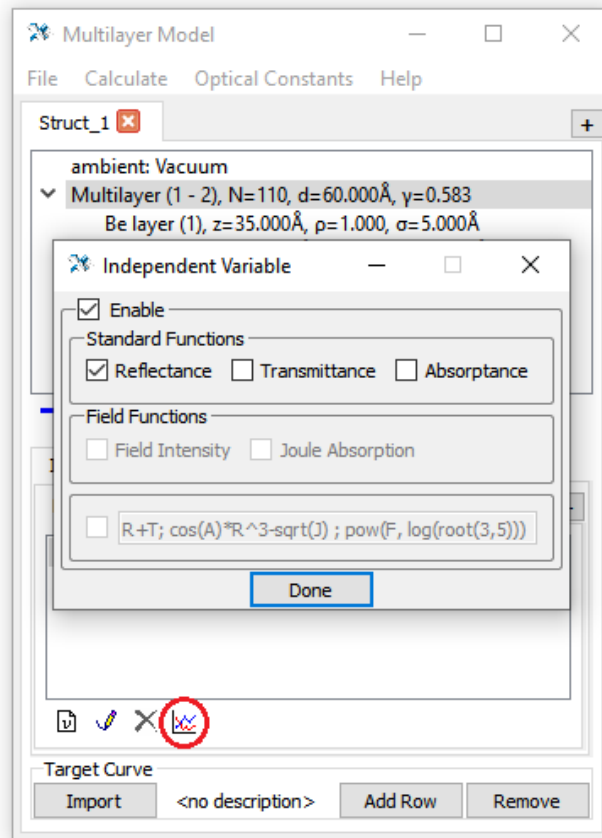 Multilayer Model
File Calculate Optical Constants Help
Struct_1
+
ambient: Vacuum
Multilayer (1 - 2), N=110, d=60.000Å, γ=0.583
Be layer (1), z=35.000Å, ρ=1.000, σ=5.000Å
Independent Variable
Enable
Standard Functions
Reflectance Transmittance Absorptance
Field Functions
Field Intensity Joule Absorption
R+T; cos(A)*R^3-sqrt(J) ; pow(F, log(root(3,5)))
Done
Target Curve
Import <no description> Add Row Remove